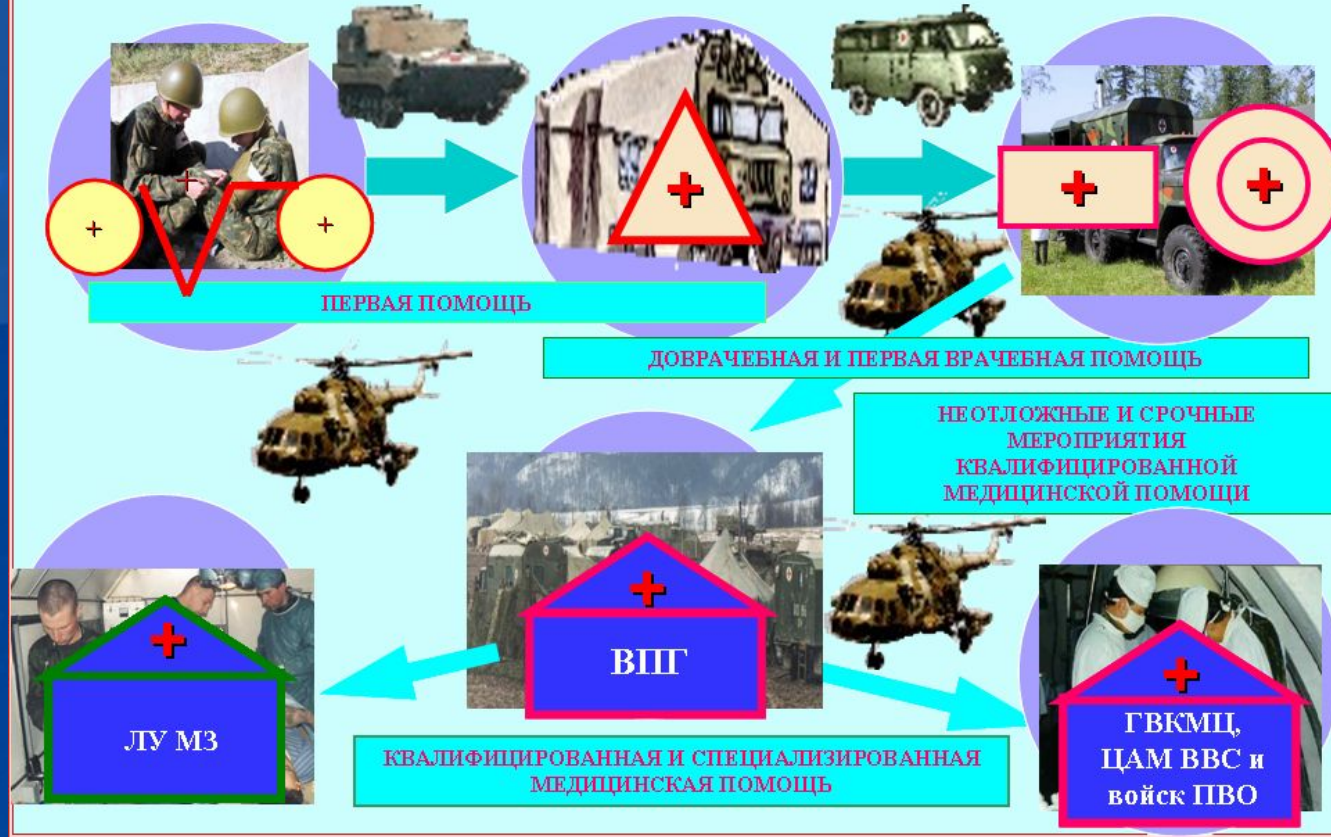 ПЕРВАЯ ПОМОЩЬ
ДОВРАЧЕБНАЯ И ПЕРВАЯ ВРАЧЕБНАЯ ПОМОЩЬ
НЕОТЛОЖНЫЕ И СРОЧНЫЕ
МЕРОПРИЯТИЯ
КВАЛИФИЦИРОВАННОЙ
МЕДИЦИНСКОЙ ПОМОЩИ
ВПГ
ЛУ МЗ
ГВКМЦ,
ЦАМ ВВС и
войск ПВО
КВАЛИФИЦИРОВАННАЯ И СПЕЦИАЛИЗИРОВАННАЯ
МЕДИЦИНСКАЯ ПОМОЩЬ